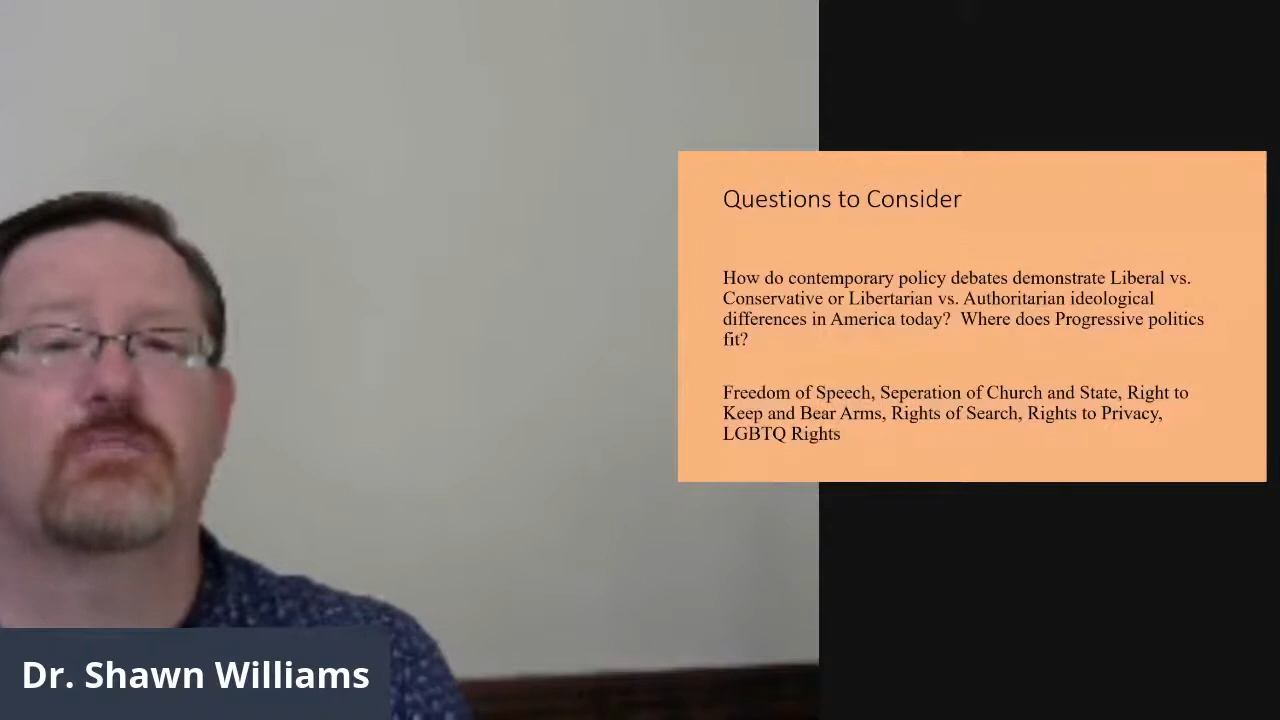 Questions to Consider
How do contemporary policy debates demonstrate Liberal vs.
Conservative or Libertarian vs. Authoritarian ideological
differences in America today?  Where does Progressive politics
fit?
Freedom of Speech, Seperation of Church and State, Right to
Keep and Bear Arms, Rights of Search, Rights to Privacy,
LGBTQ Rights
Dr. Shawn Williams